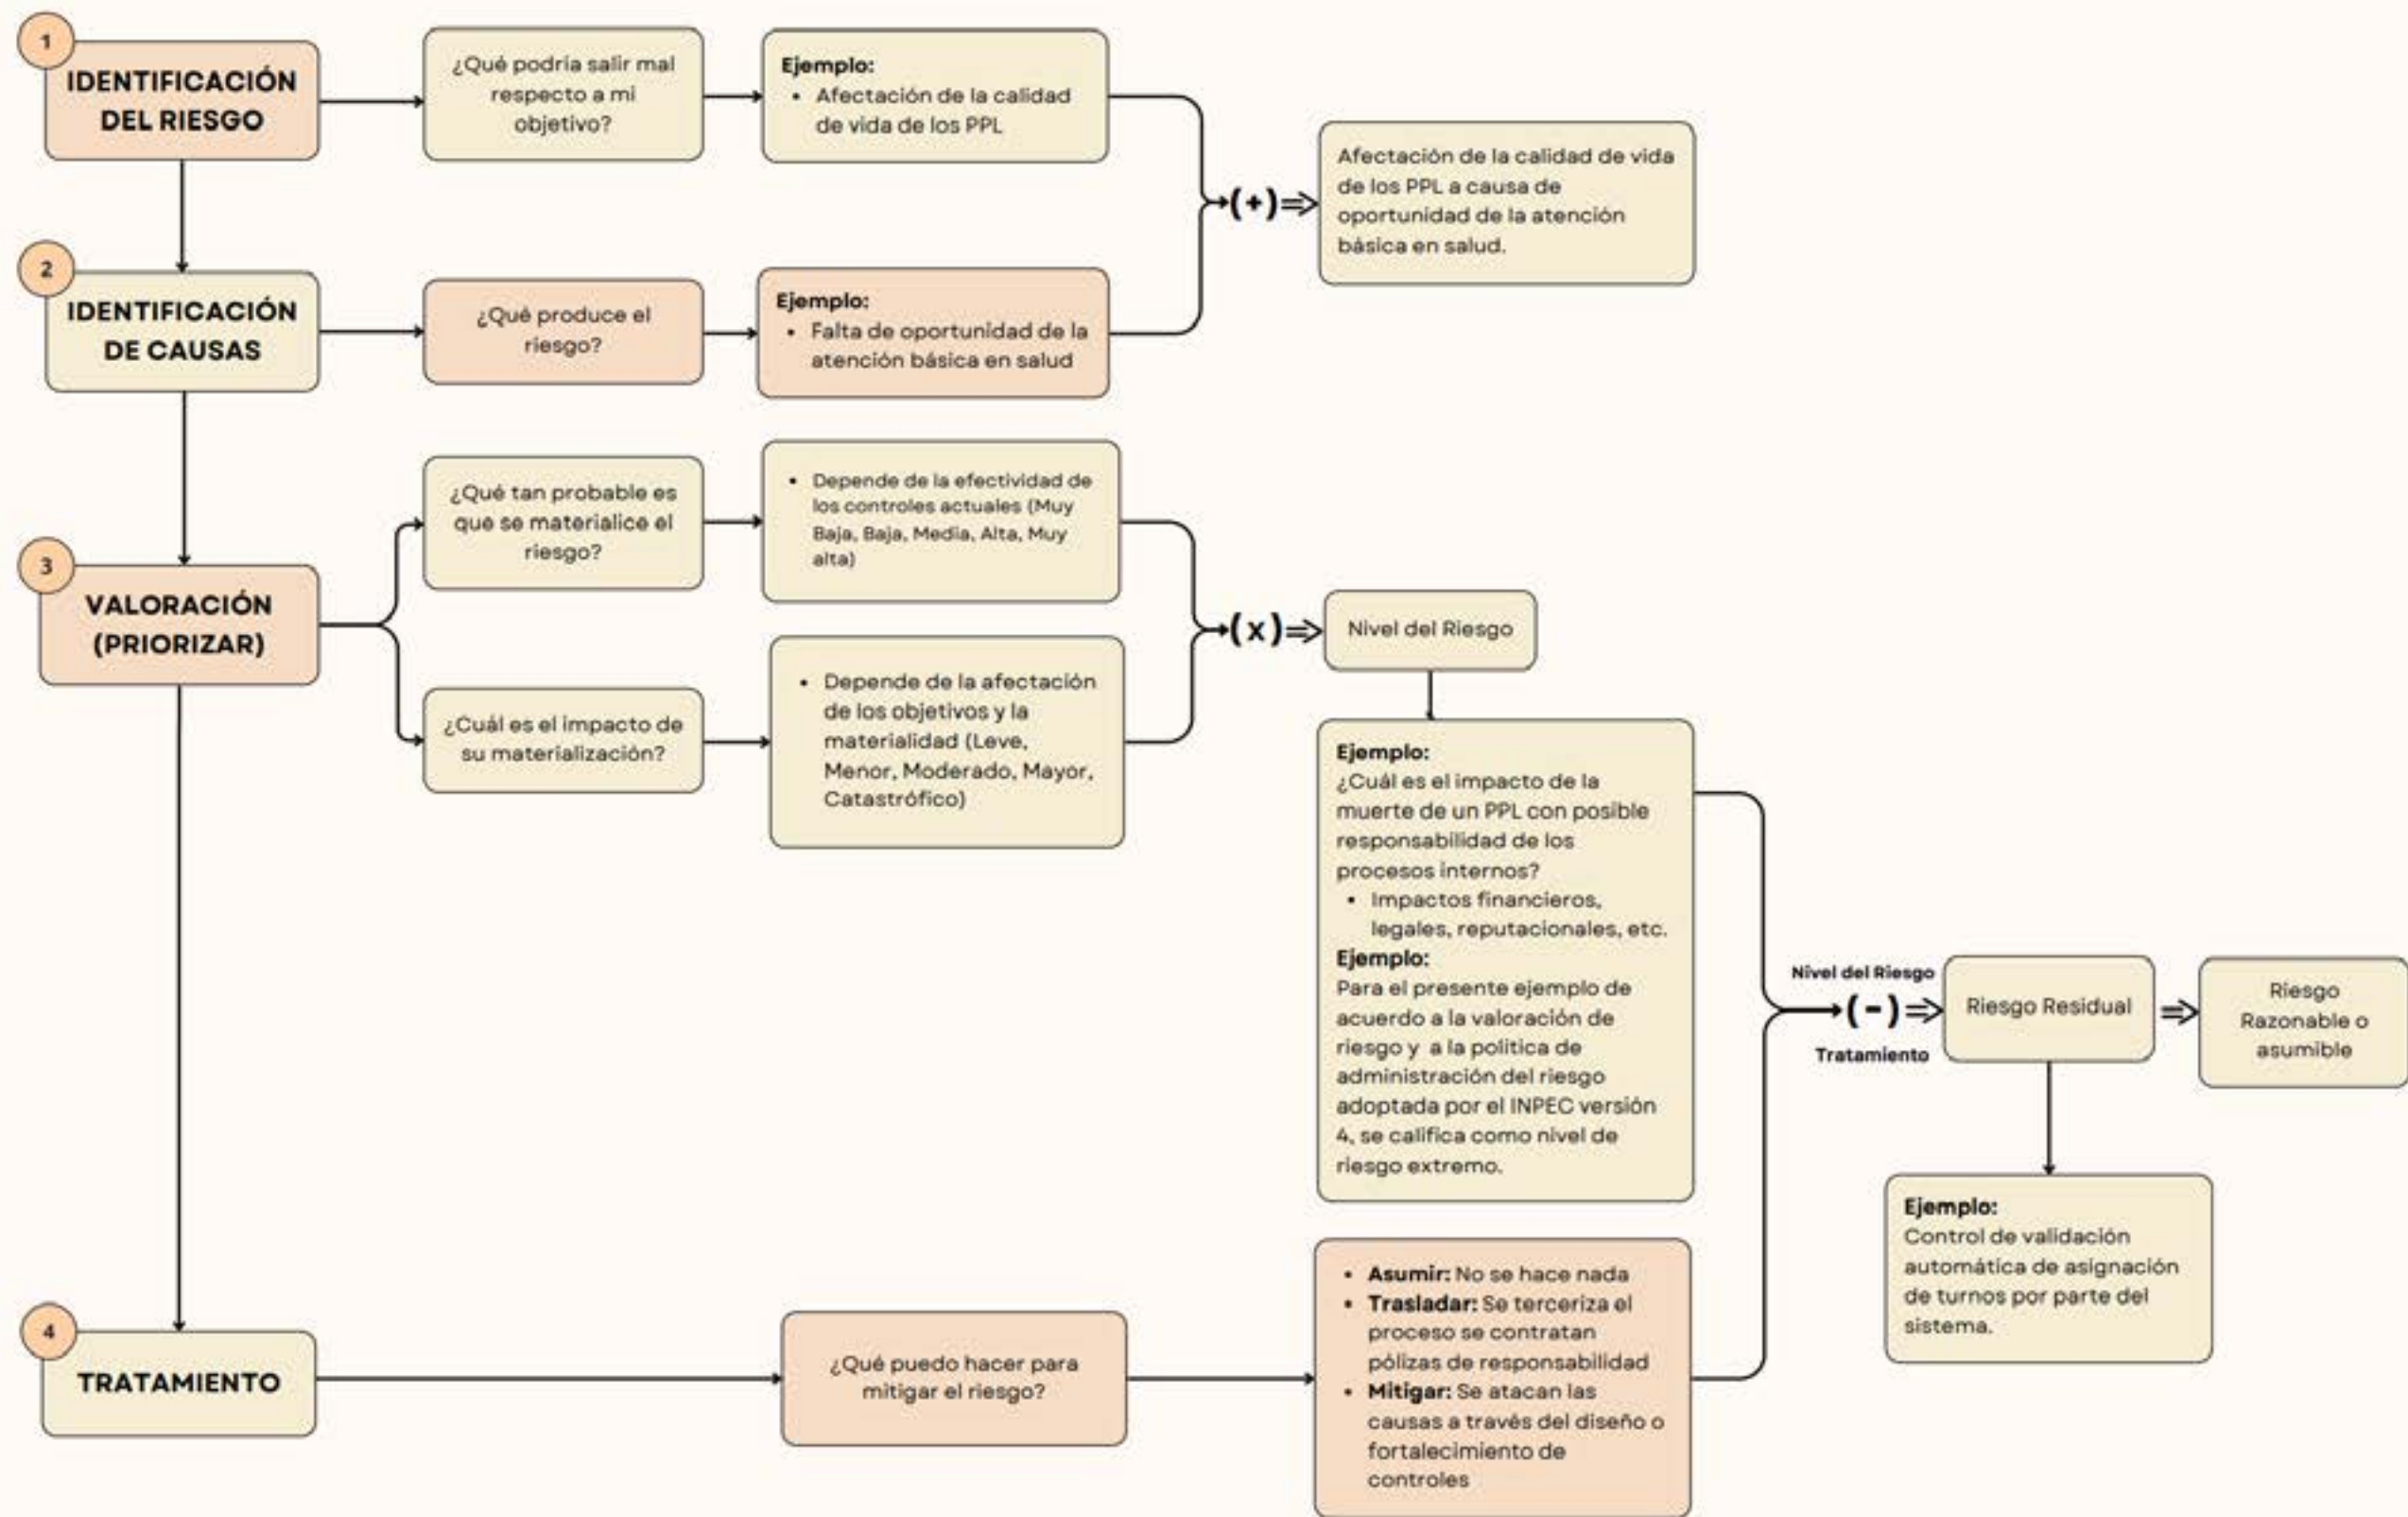 1
IDENTIFICACIÓN
DEL RIESGO
¿Qué podría salir mal
respecto a mi
objetivo?
Ejemplo:
• Afectación de la calidad
de vida de los PPL
(+)
Afectación de la calidad de vida
de los PPL a causa de
oportunidad de la atención
básica en salud.
2
IDENTIFICACIÓN
DE CAUSAS
¿Qué produce el
riesgo?
Ejemplo:
• Falta de oportunidad de la
atención básica en salud
3
VALORACIÓN
(PRIORIZAR)
¿Qué tan probable es
que se materialice el
riesgo?
• Depende de la efectividad de
los controles actuales (Muy
Baja, Baja, Media, Alta, Muy
alta)
¿Cuál es el impacto de
su materialización?
• Depende de la afectación
de los objetivos y la
materialidad (Leve,
Menor, Moderado, Mayor,
Catastrófico)
(x)
Nivel del Riesgo
Ejemplo:
¿Cuál es el impacto de la
muerte de un PPL con posible
responsabilidad de los
procesos internos?
• Impactos financieros,
legales, reputacionales, etc.
Ejemplo:
Para el presente ejemplo de
acuerdo a la valoración de
riesgo y a la política de
administración del riesgo
adoptada por el INPEC versión
4, se califica como nivel de
riesgo extremo.
4
TRATAMIENTO
¿Qué puedo hacer para
mitigar el riesgo?
• Asumir: No se hace nada
• Trasladar: Se terceriza el
proceso se contratan
pólizas de responsabilidad
• Mitigar: Se atacan las
causas a través del diseño o
fortalecimiento de
controles
Nivel del Riesgo
(-)
Tratamiento
Riesgo Residual
Riesgo
Razonable o
asumible
Ejemplo:
Control de validación
automática de asignación
de turnos por parte del
sistema.